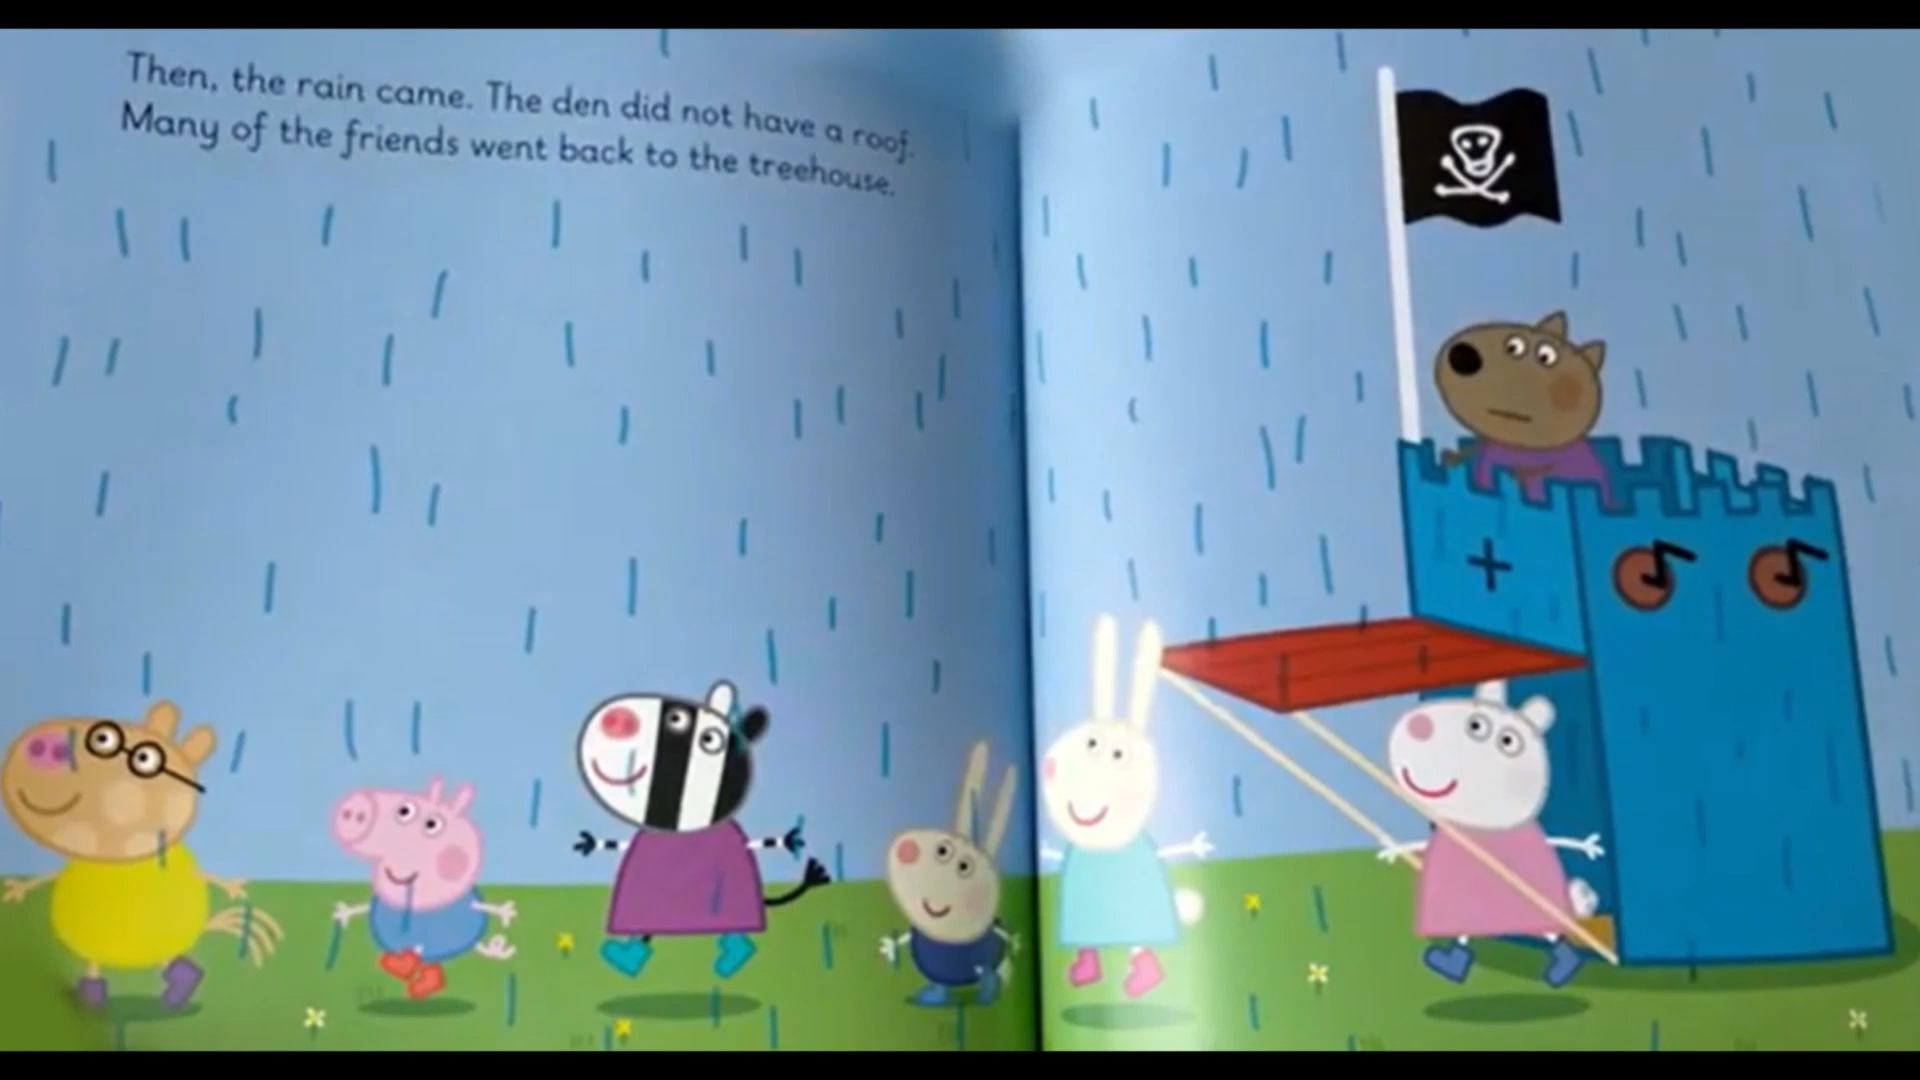 Then, the rain came. The den did not have a roof.
Many of the friends went back to the treehouse.